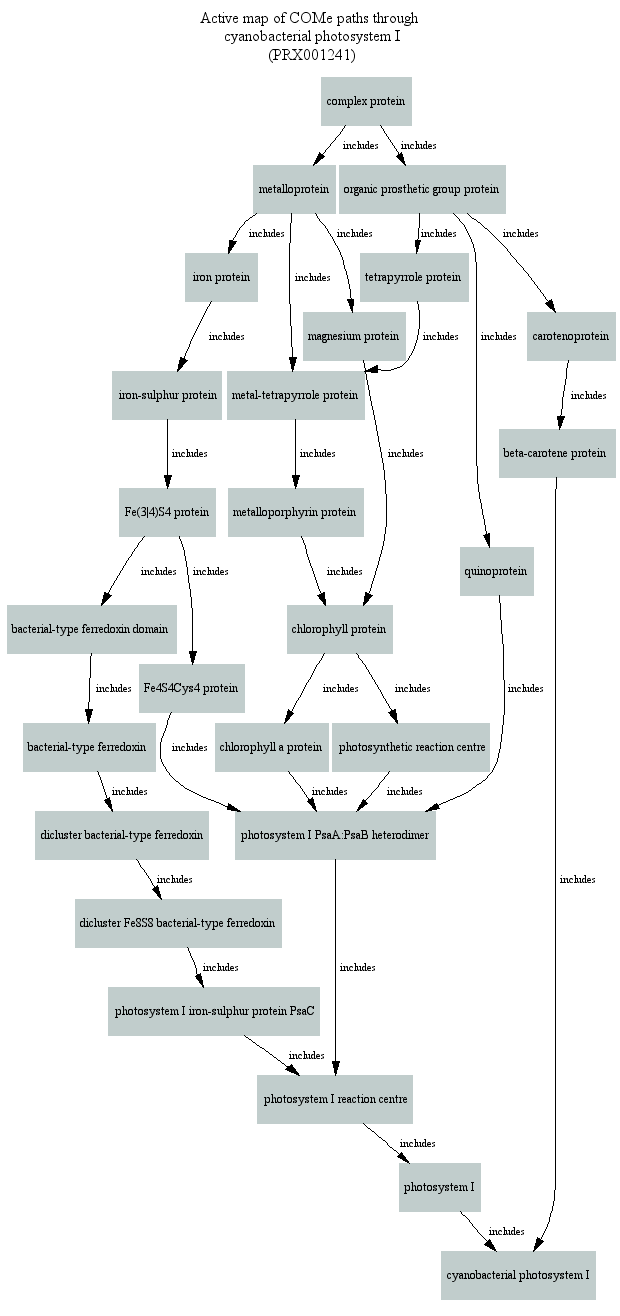 Active map of COMe paths through
cyanobacterial photosystem I
(PRX001241)
complex protein
includes
includes
metalloprotein
organic prosthetic group protein
includes
includes
includes
includes
includes
iron protein
tetrapyrrole protein
includes
includes
includes
includes
magnesium protein
carotenoprotein
iron-sulphur protein
metal-tetrapyrrole protein
includes
includes
includes
includes
beta-carotene protein
Fe(3|4)S4 protein
metalloporphyrin protein
includes
includes
includes
quinoprotein
bacterial-type ferredoxin domain
chlorophyll protein
includes
Fe4S4Cys4 protein
includes
includes
includes
bacterial-type ferredoxin
includes
chlorophyll a protein
photosynthetic reaction centre
includes
includes
includes
dicluster bacterial-type ferredoxin
photosystem I PsaA:PsaB heterodimer
includes
includes
dicluster Fe8S8 bacterial-type ferredoxin
includes
includes
photosystem I iron-sulphur protein PsaC
includes
photosystem I reaction centre
includes
photosystem I
includes
cyanobacterial photosystem I